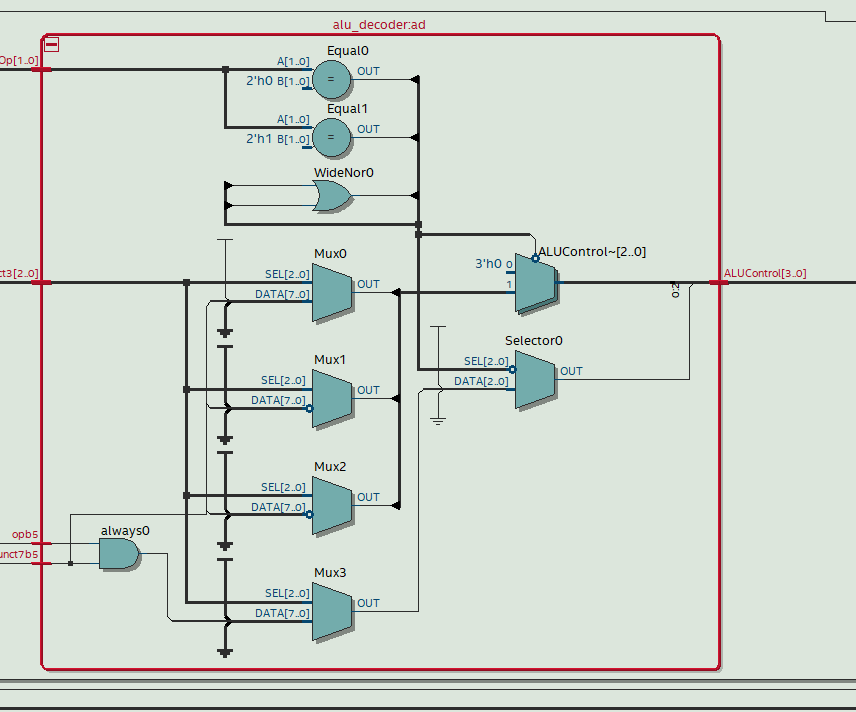 alu_decoder:ad
Op[1..0]
A[1..0]
2'h0 B[1..0]
Equal0
=
OUT
A[1..0]
2'h1 B[1..0]
Equal1
=
OUT
WideNor0
ALUControl~[2..0]
3'h0 0
1
ct3[2..0]
Mux0
SEL[2..0]
DATA[7..0]
OUT
0:2
ALUControl[3..0]
Selector0
SEL[2..0]
DATA[2..0]
OUT
Mux1
SEL[2..0]
DATA[7..0]
OUT
Mux2
SEL[2..0]
DATA[7..0]
OUT
opb5
unct7b5
always0
Mux3
SEL[2..0]
DATA[7..0]
OUT